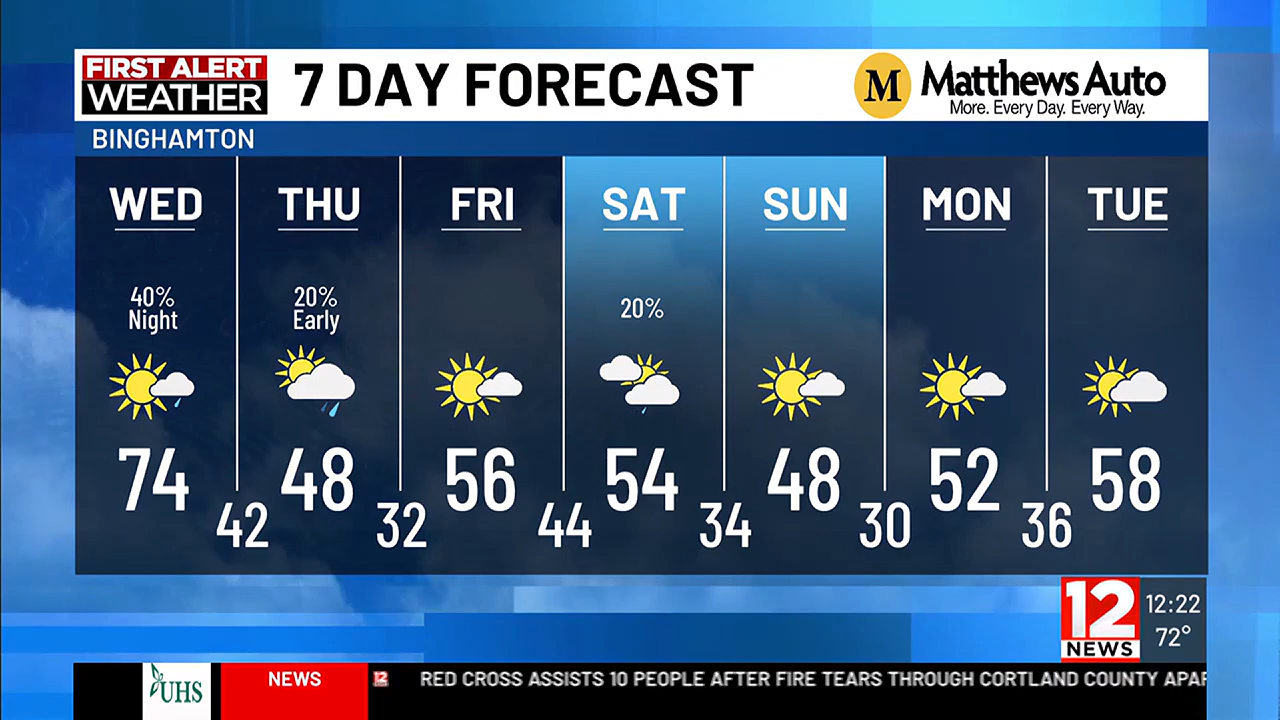 FIRST ALERT
WEATHER
7 DAY FORECAST
M
Matthews Auto
More. Every Day. Every Way.
BINGHAMTON
WED
THU
FRI
SAT
SUN
MON
TUE
40%
Night
20%
Early
20%
74
48
56
54
48
52
58
42
32
44
34
30
36
12
NEWS
12:22
72°
UHS
NEWS
12
RED CROSS ASSISTS 10 PEOPLE AFTER FIRE TEARS THROUGH CORTLAND COUNTY APAR